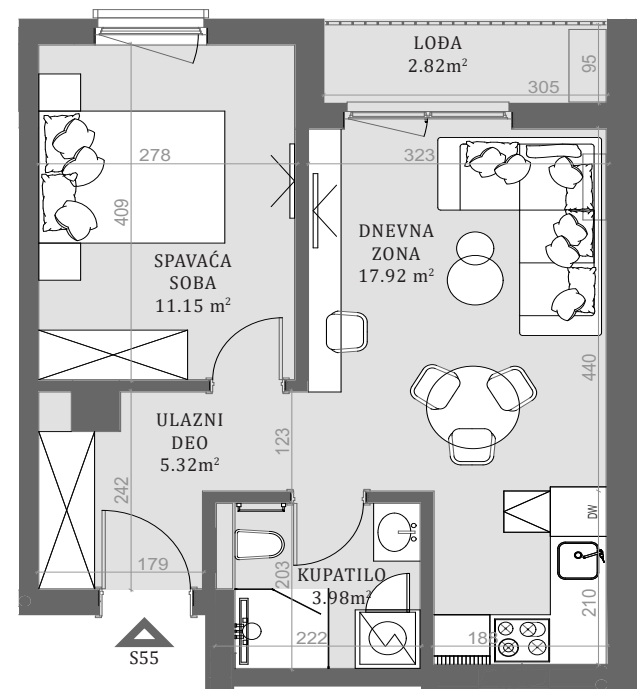 LOĐA
2.82m²
95
305
278
323
409
DNEVNA
ZONA
17.92 m²
SPAVAĆA
SOBA
11.15 m²
440
ULAZNI
DEO
5.32m²
123
242
DW
179
203
KUPATILO
3.98m²
210
222
185
S55